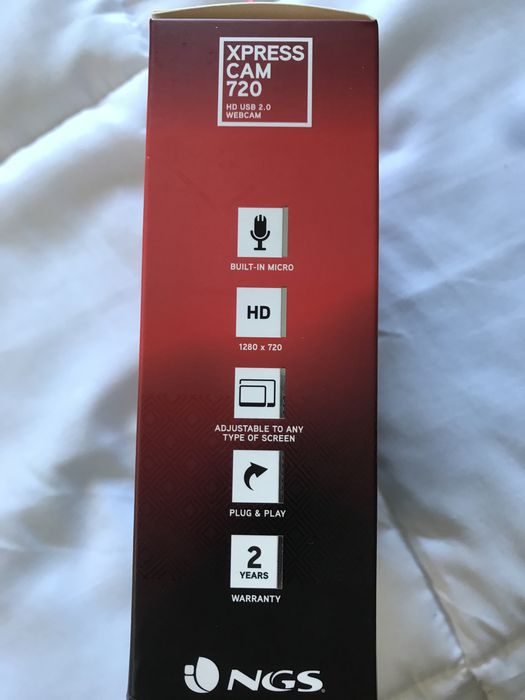 XPRESS
CAM
720
HD USB 2.0
WEBCAM
BUILT-IN MICRO
HD
1280 x 720
ADJUSTABLE TO ANY
TYPE OF SCREEN
PLUG & PLAY
2
YEARS
WARRANTY
NGS